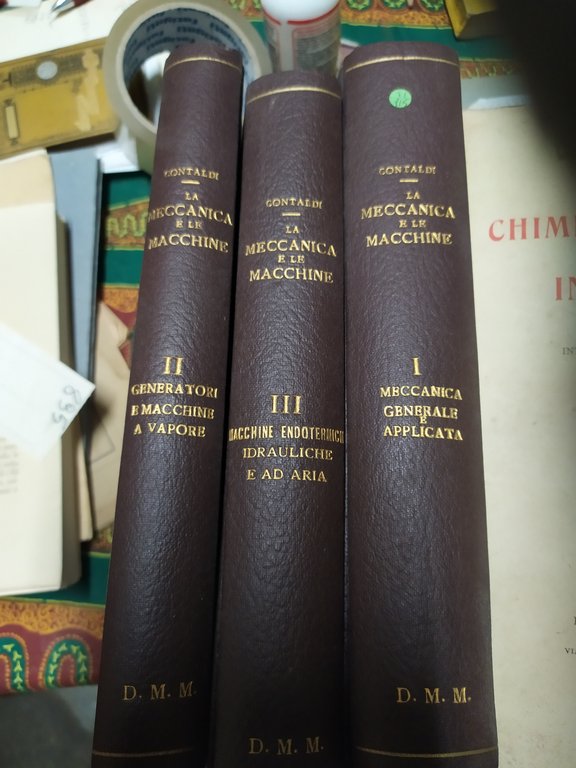 CONTALDI
LA
MECCANICA
E LE
MACCHINE
II
GENERATORI
E MACCHINE
A VAPORE
D. M. M.
CONTALDI
LA
MECCANICA
E LE
MACCHINE
III
MACCHINE ENDOTERMICHE
IDRAULICHE
E AD ARIA
D. M. M.
CONTALDI
LA
MECCANICA
E LE
MACCHINE
I
MECCANICA
GENERALE
E
APPLICATA
D. M. M.
CHIM
IN